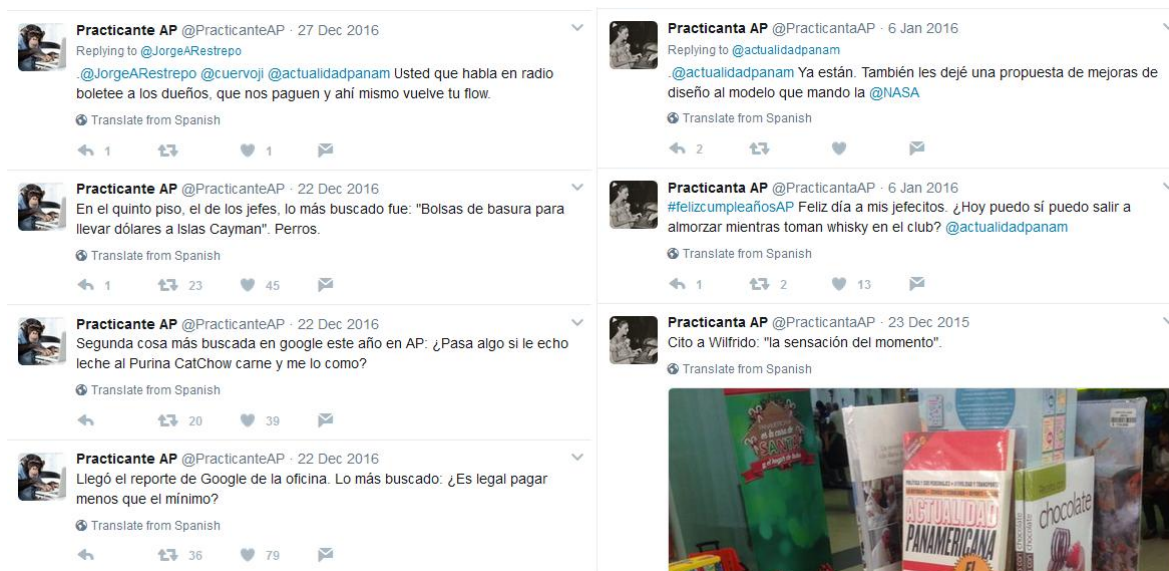 Practicante AP @PracticanteAP · 27 Dec 2016
Replying to @JorgeARestrepo
.@JorgeARestrepo @cuervoji @actualidadpanam Usted que habla en radio
boletee a los dueños, que nos paguen y ahí mismo vuelve tu flow.
Translate from Spanish
1 1
Practicante AP @PracticanteAP · 22 Dec 2016
En el quinto piso, el de los jefes, lo más buscado fue: "Bolsas de basura para
llevar dólares a Islas Cayman". Perros.
Translate from Spanish
1 23 45
Practicante AP @PracticanteAP · 22 Dec 2016
Segunda cosa más buscada en google este año en AP: ¿Pasa algo si le echo
leche al Purina CatChow carne y me lo como?
Translate from Spanish
20 39
Practicante AP @PracticanteAP · 22 Dec 2016
Llegó el reporte de Google de la oficina. Lo más buscado: ¿Es legal pagar
menos que el mínimo?
Translate from Spanish
36 79
Practicanta AP @PracticantaAP · 6 Jan 2016
Replying to @actualidadpanam
.@actualidadpanam Ya están. También les dejé una propuesta de mejoras de
diseño al modelo que mando la @NASA
Translate from Spanish
2
Practicanta AP @PracticantaAP · 6 Jan 2016
#felizcumpleañosAP Feliz día a mis jefecitos. ¿Hoy puedo sí puedo salir a
almorzar mientras toman whisky en el club? @actualidadpanam
Translate from Spanish
1 2 13
Practicanta AP @PracticantaAP · 23 Dec 2015
Cito a Wilfrido: "la sensación del momento".
Translate from Spanish
en la casa de
SANTA
ACTUALIDAD
PANAMERICANA
EL
chocolate
chocolate